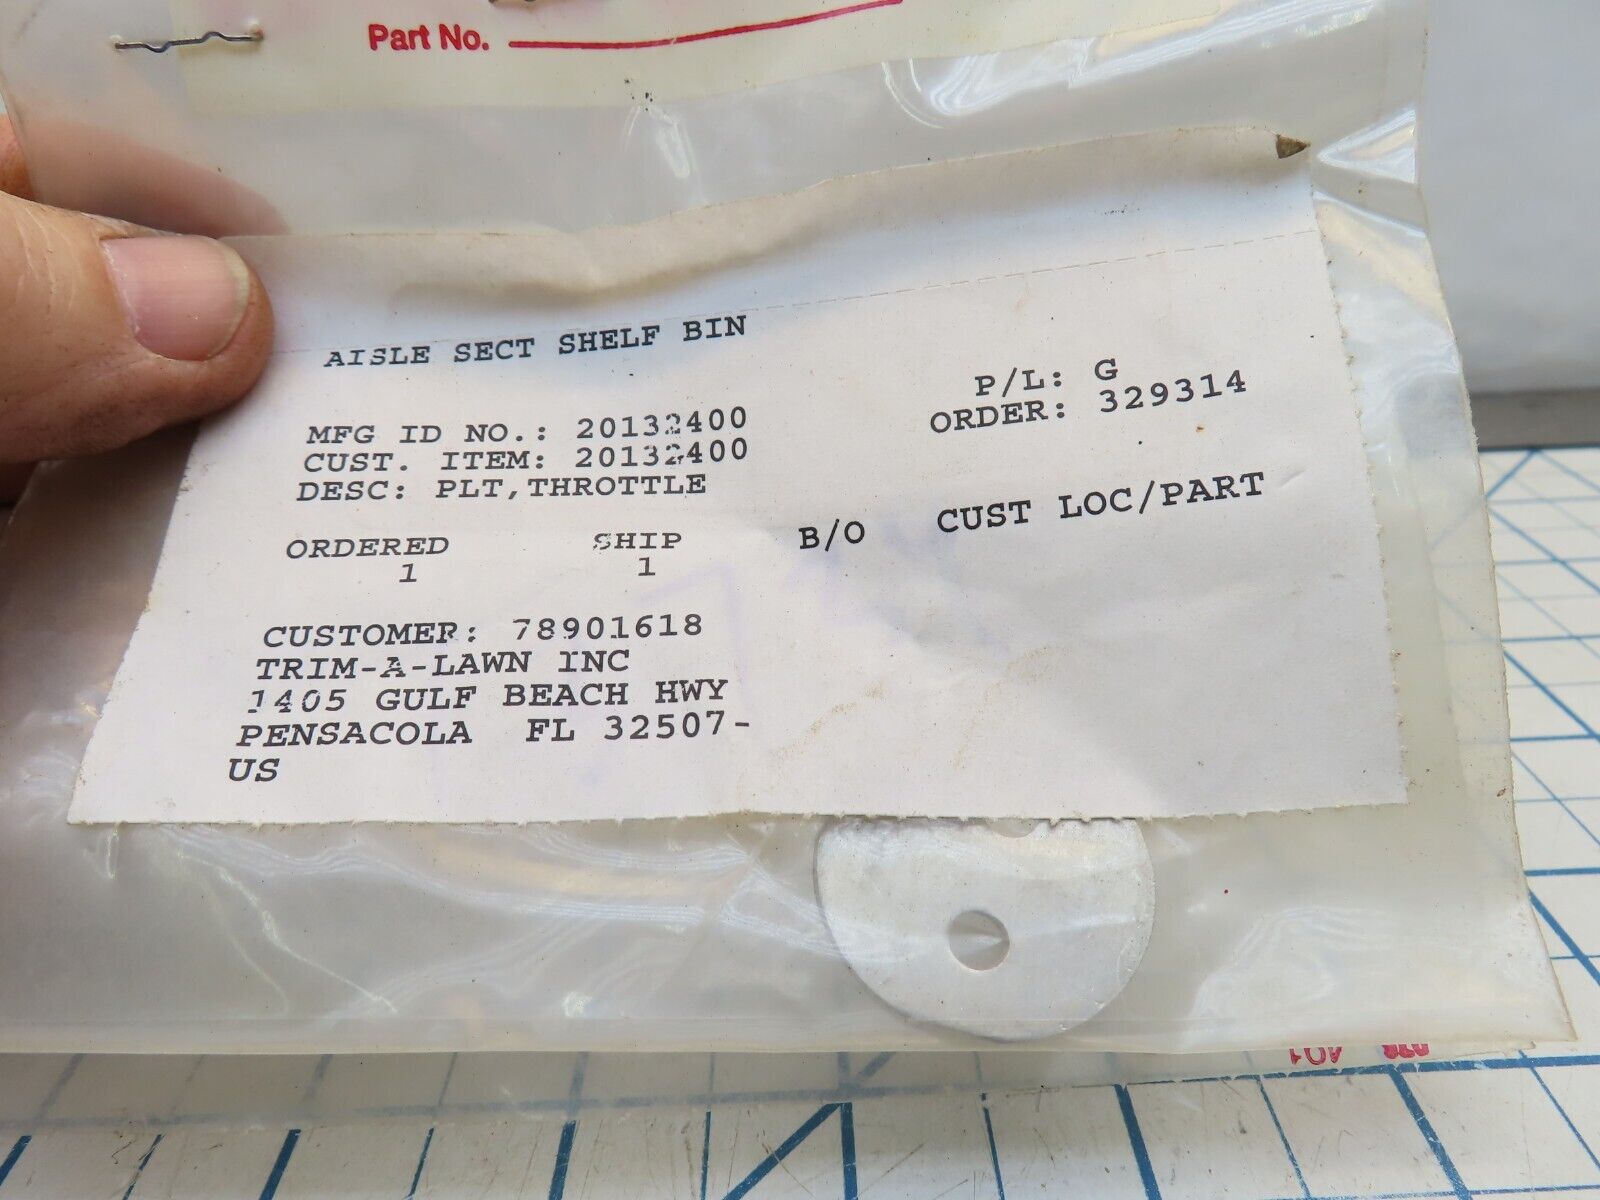 Part No.
AISLE SECT SHELF BIN
P/L: G
MFG ID NO.: 20132400
ORDER: 329314
CUST. ITEM: 20132400
DESC: PLT,THROTTLE
ORDERED SHIP B/O CUST LOC/PART
1 1
CUSTOMER: 78901618
TRIM-A-LAWN INC
1405 GULF BEACH HWY
PENSACOLA FL 32507-
US